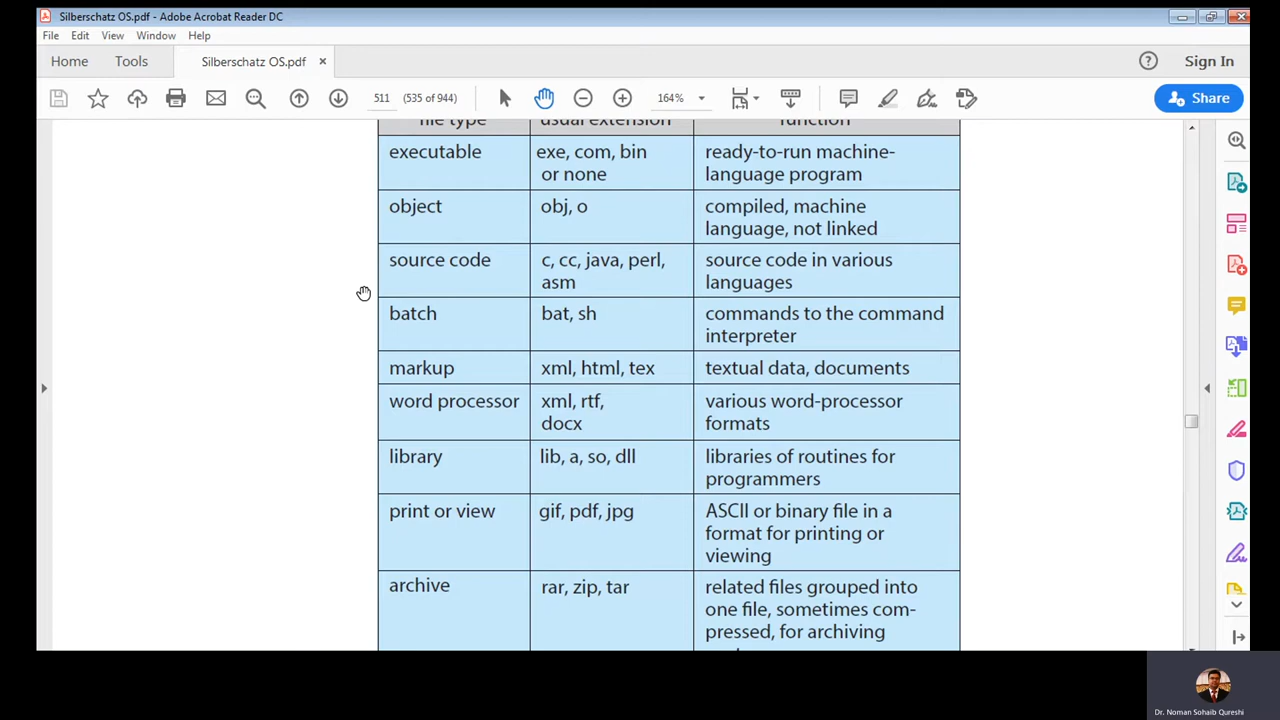 Silberschatz OS.pdf - Adobe Acrobat Reader DC
File Edit View Window Help
Home Tools Silberschatz OS.pdf × Sign In
511 (535 of 944) 164% Share
file type usual extension function
executable exe, com, bin ready-to-run machine-
or none language program
object obj, o compiled, machine
language, not linked
source code c, cc, java, perl, source code in various
asm languages
batch bat, sh commands to the command
interpreter
markup xml, html, tex textual data, documents
word processor xml, rtf, various word-processor
docx formats
library lib, a, so, dll libraries of routines for
programmers
print or view gif, pdf, jpg ASCII or binary file in a
format for printing or
viewing
archive rar, zip, tar related files grouped into
one file, sometimes com-
pressed, for archiving
Dr. Noman Sohaib Qureshi